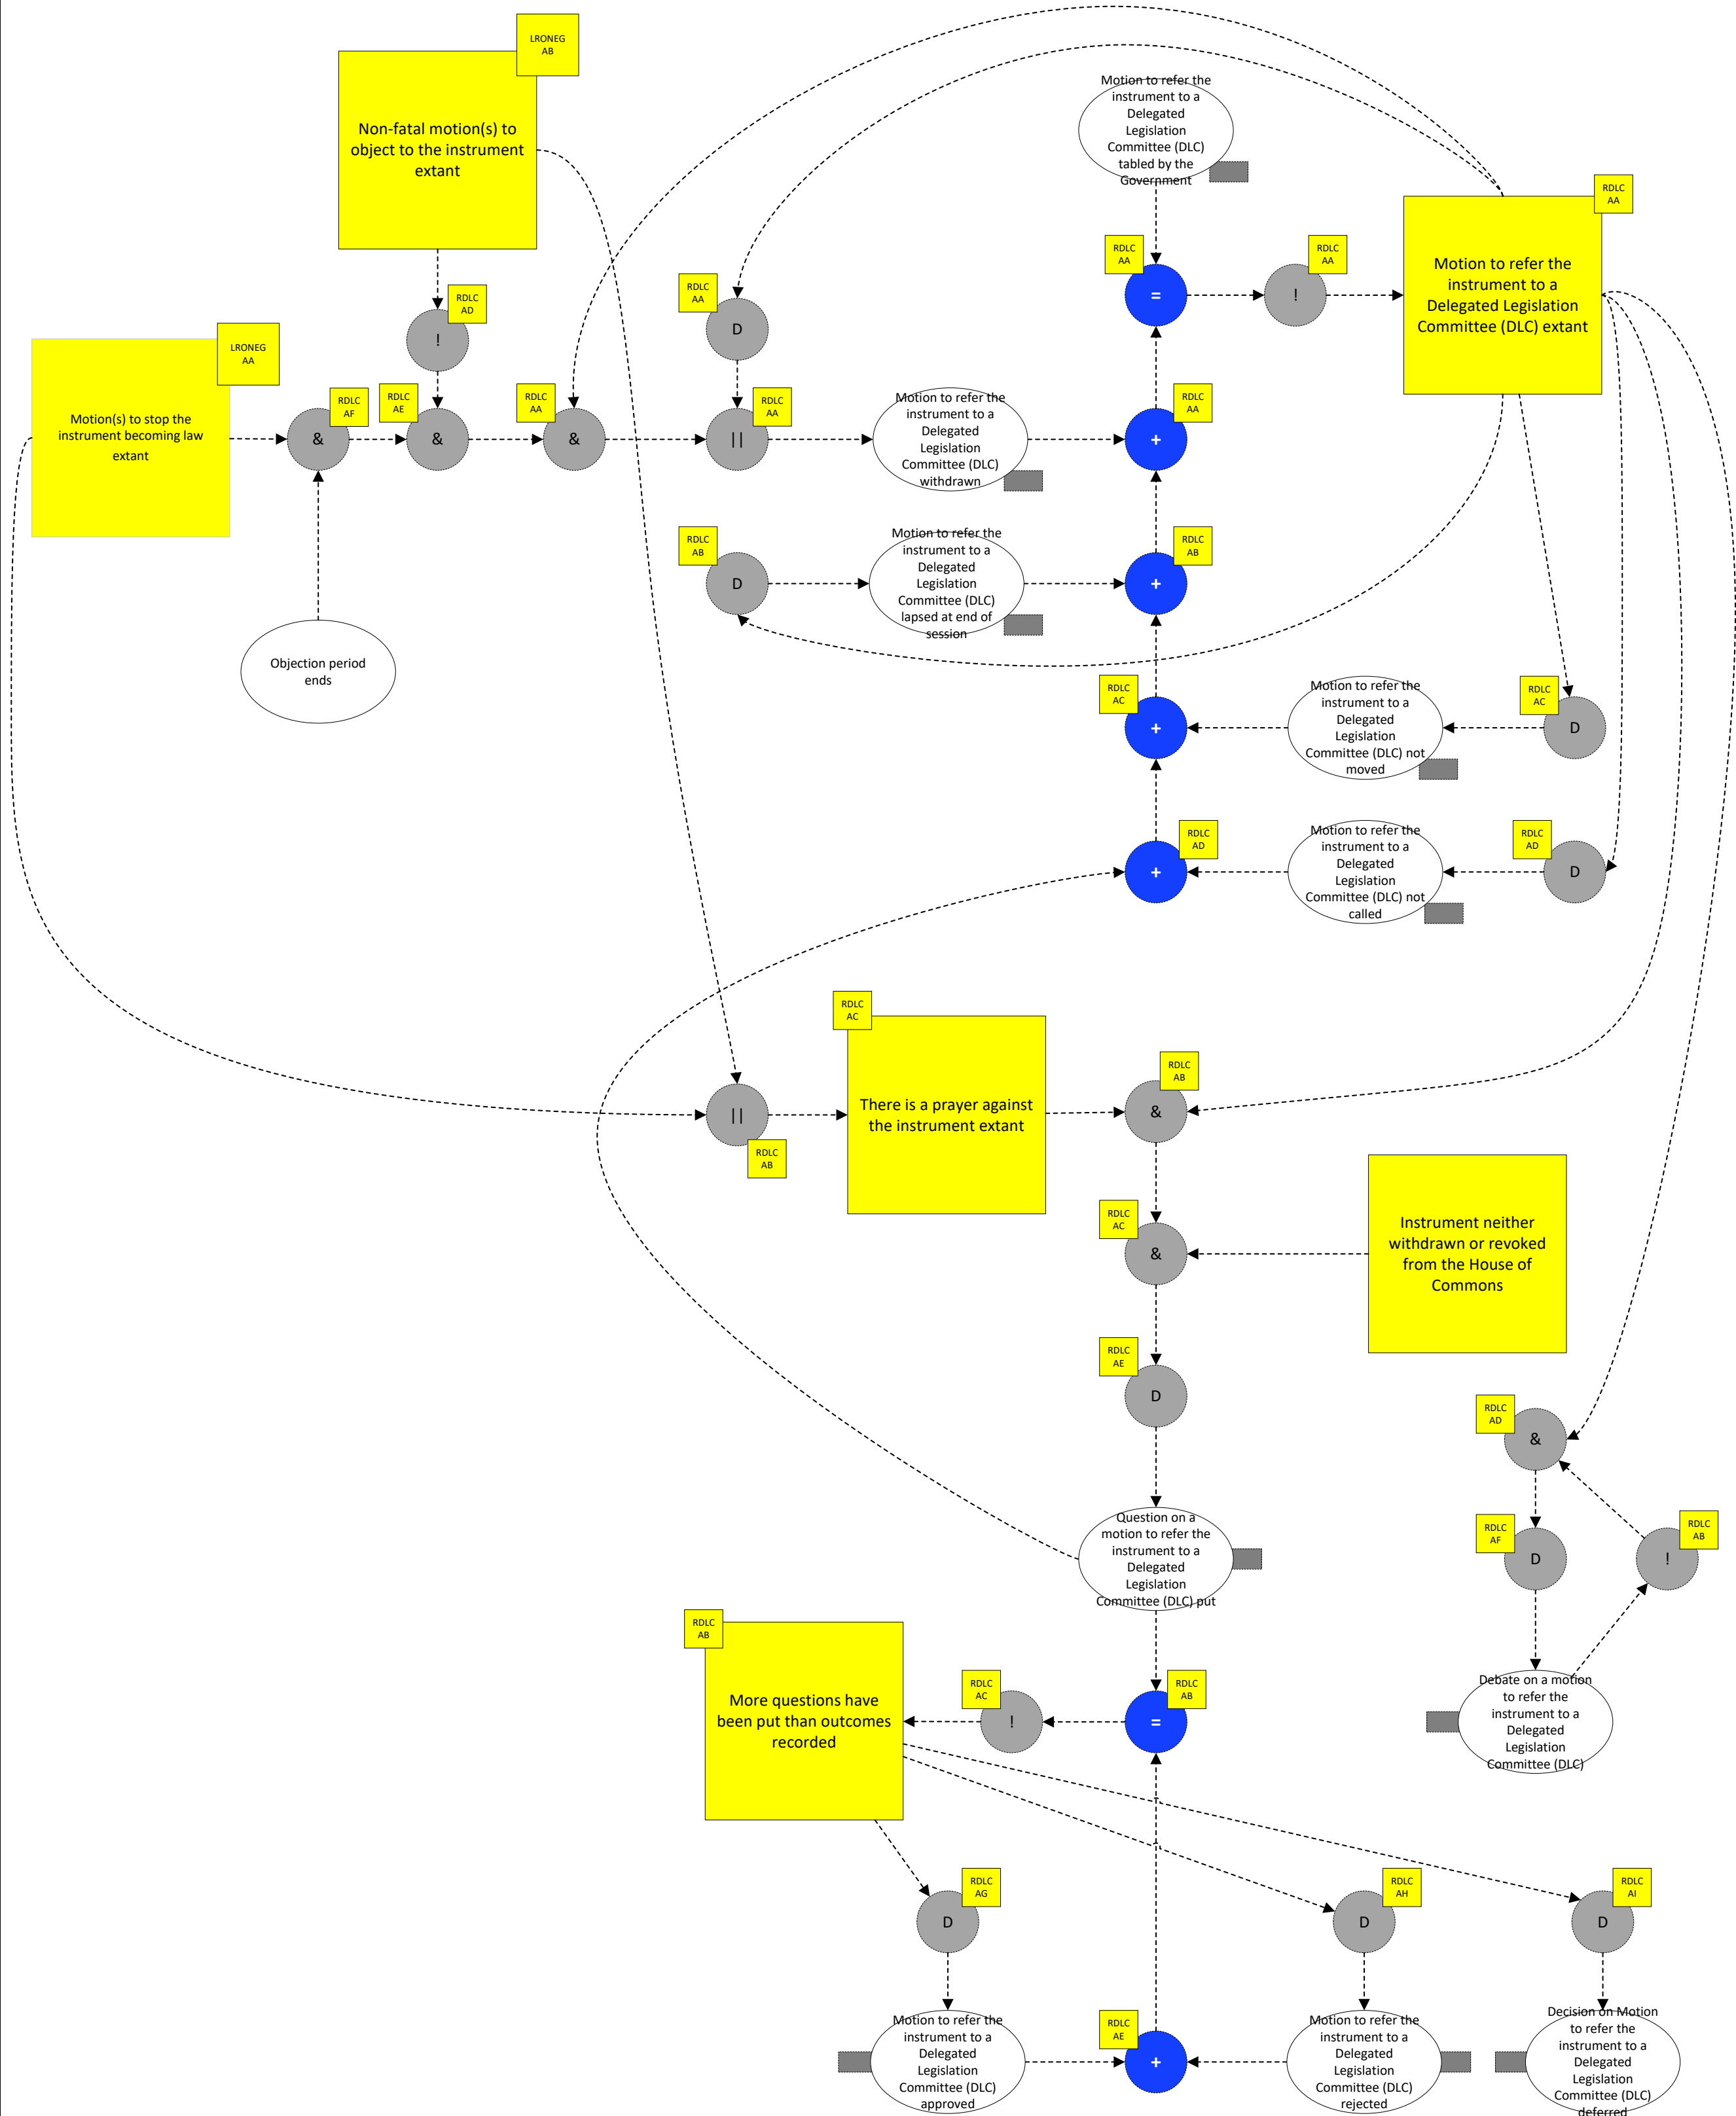 LRONEG
AB
Non-fatal motion(s) to
object to the instrument
extant
Motion to refer the
instrument to a
Delegated
Legislation
Committee (DLC)
tabled by the
Government
RDLC
AA
Motion to refer the
instrument to a
Delegated Legislation
Committee (DLC) extant
RDLC
AA
=
RDLC
AA
!
RDLC
AD
!
RDLC
AA
D
LRONEG
AA
Motion(s) to stop the
instrument becoming law
extant
RDLC
AF
&
RDLC
AE
&
RDLC
AA
&
RDLC
AA
||
Motion to refer the
instrument to a
Delegated
Legislation
Committee (DLC)
withdrawn
RDLC
AA
+
RDLC
AB
D
Motion to refer the
instrument to a
Delegated
Legislation
Committee (DLC)
lapsed at end of
session
RDLC
AB
+
Objection period
ends
RDLC
AC
+
Motion to refer the
instrument to a
Delegated
Legislation
Committee (DLC) not
moved
RDLC
AC
D
RDLC
AD
+
Motion to refer the
instrument to a
Delegated
Legislation
Committee (DLC) not
called
RDLC
AD
D
||
RDLC
AB
RDLC
AC
There is a prayer against
the instrument extant
RDLC
AB
&
RDLC
AC
&
Instrument neither
withdrawn or revoked
from the House of
Commons
RDLC
AE
D
RDLC
AD
&
RDLC
AF
D
RDLC
AB
!
Question on a
motion to refer the
instrument to a
Delegated
Legislation
Committee (DLC) put
RDLC
AB
More questions have
been put than outcomes
recorded
RDLC
AC
!
RDLC
AB
=
Debate on a motion
to refer the
instrument to a
Delegated
Legislation
Committee (DLC)
RDLC
AG
D
RDLC
AH
D
RDLC
AI
D
Motion to refer the
instrument to a
Delegated
Legislation
Committee (DLC)
approved
RDLC
AE
+
Motion to refer the
instrument to a
Delegated
Legislation
Committee (DLC)
rejected
Decision on Motion
to refer the
instrument to a
Delegated
Legislation
Committee (DLC)
deferred